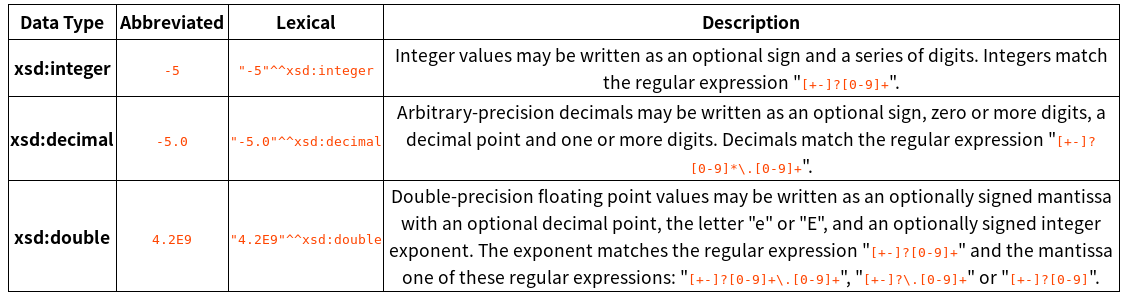 Data Type Abbreviated Lexical Description
xsd:integer -5 "-5"^^xsd:integer Integer values may be written as an optional sign and a series of digits. Integers match
the regular expression "[+-]?[0-9]+".
xsd:decimal -5.0 "-5.0"^^xsd:decimal Arbitrary-precision decimals may be written as an optional sign, zero or more digits, a
decimal point and one or more digits. Decimals match the regular expression "[+-]?
[0-9]*\.[0-9]+".
xsd:double 4.2E9 "4.2E9"^^xsd:double Double-precision floating point values may be written as an optionally signed mantissa
with an optional decimal point, the letter "e" or "E", and an optionally signed integer
exponent. The exponent matches the regular expression "[+-]?[0-9]+" and the mantissa
one of these regular expressions: "[+-]?[0-9]+\.[0-9]+", "[+-]?\.[0-9]+" or "[+-]?[0-9]".